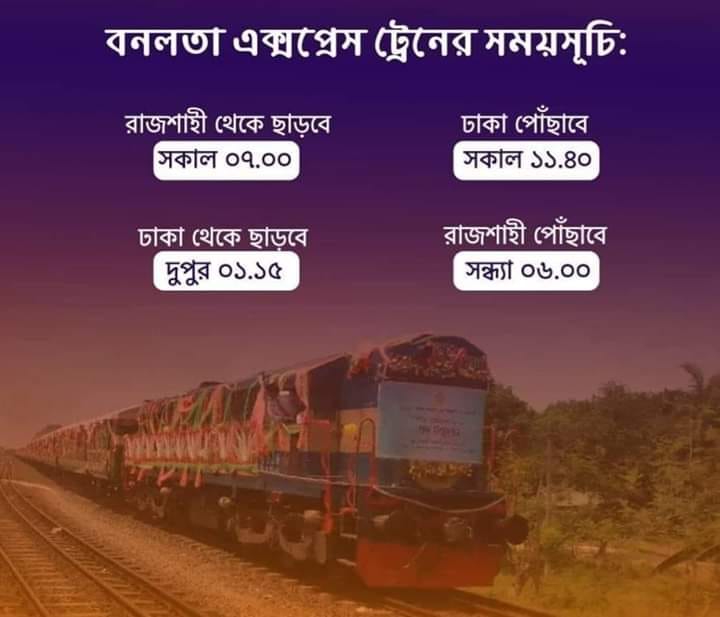 বনলতা এক্সপ্রেস ট্রেনের সময়সূচি:
রাজশাহী থেকে ছাড়বে
সকাল ০৭.০০
ঢাকা পৌঁছাবে
সকাল ১১.৪০
ঢাকা থেকে ছাড়বে
দুপুর ০১.১৫
রাজশাহী পৌঁছাবে
সন্ধ্যা ০৬.০০